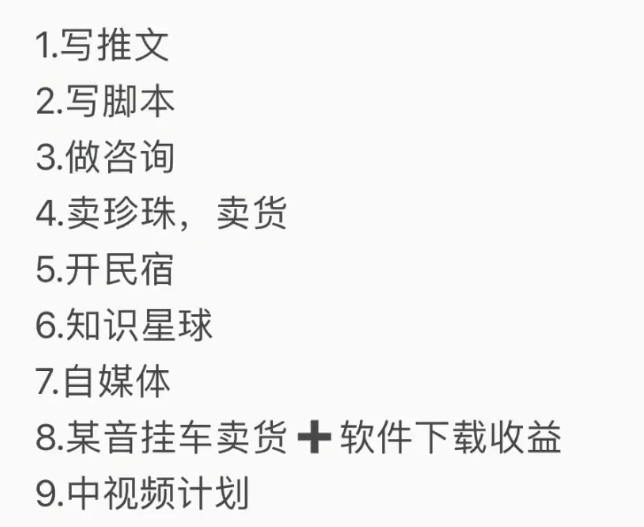 1.写推文
2.写脚本
3.做咨询
4.卖珍珠，卖货
5.开民宿
6.知识星球
7.自媒体
8.某音挂车卖货➕软件下载收益
9.中视频计划